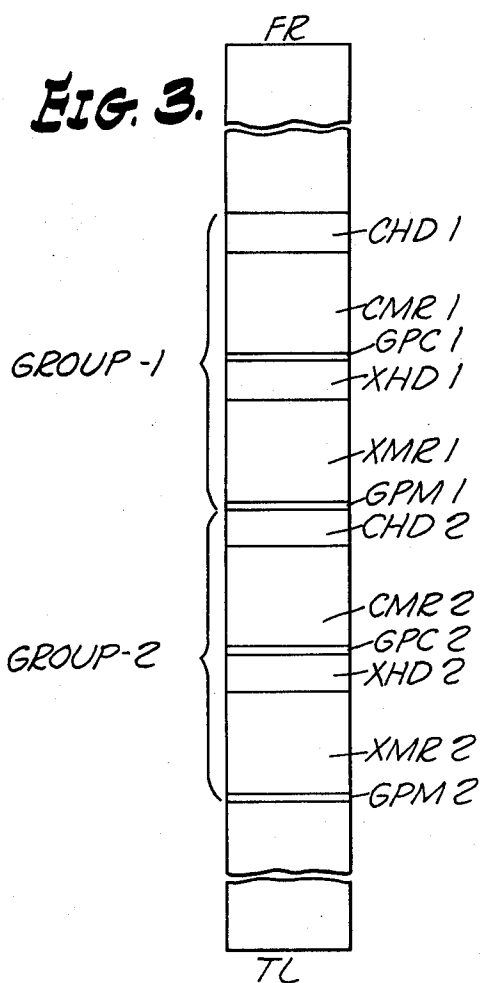 FR
FIG. 3.
CHD 1
CMR 1
GPC 1
GROUP-1
XHD 1
XMR 1
GPM 1
CHD 2
CMR 2
GPC 2
GROUP-2
XHD 2
XMR 2
GPM 2
TL